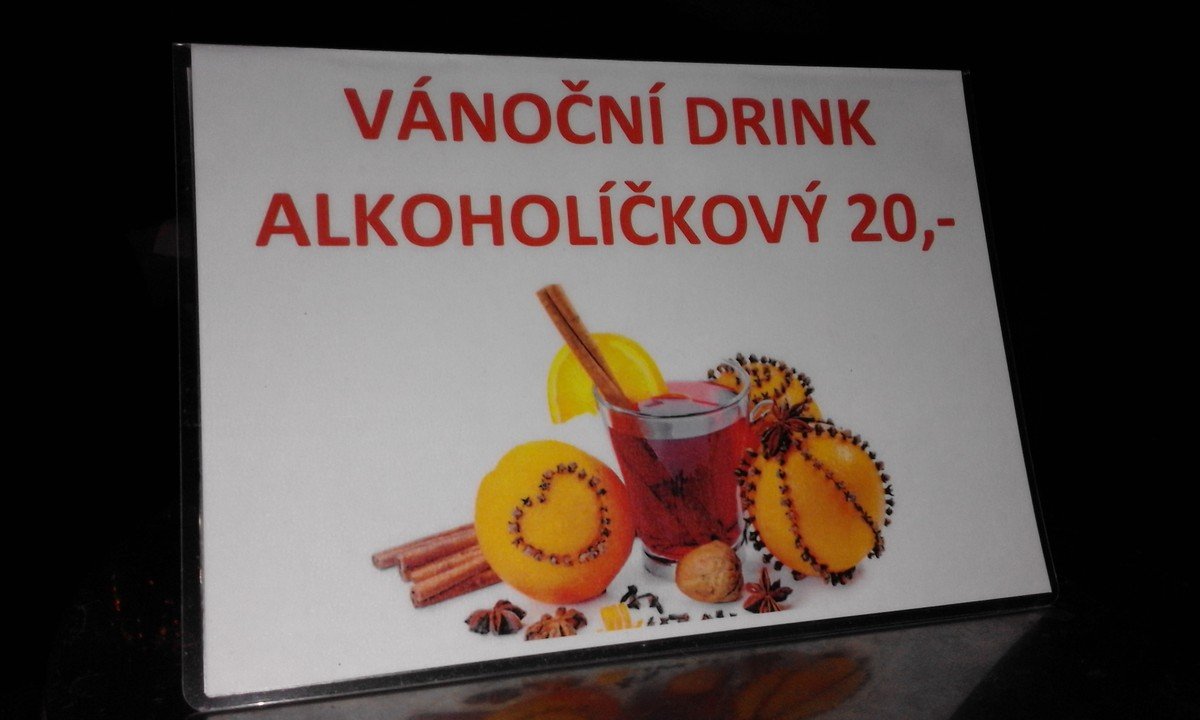 VÁNOČNÍ DRINK
ALKOHOLÍČKOVÝ 20,-